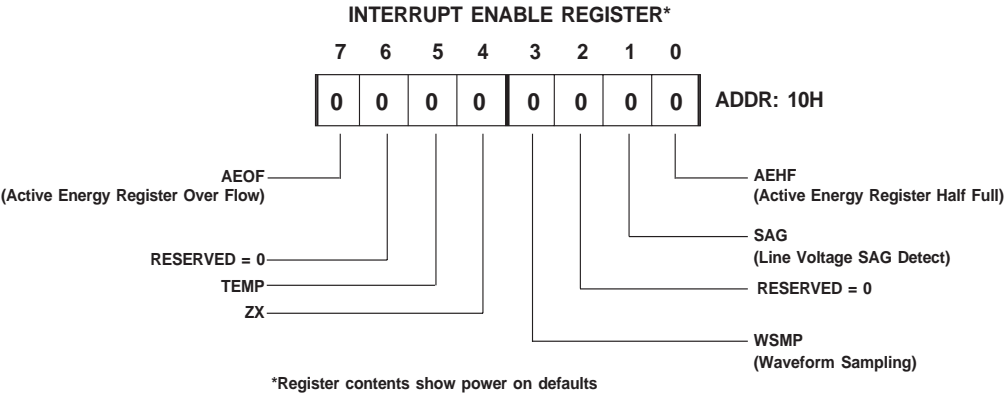 INTERRUPT ENABLE REGISTER*
7 6 5 4 3 2 1 0
0 0 0 0 0 0 0 0 ADDR: 10H
AEOF
(Active Energy Register Over Flow)
RESERVED = 0
TEMP
ZX
AEHF
(Active Energy Register Half Full)
SAG
(Line Voltage SAG Detect)
RESERVED = 0
WSMP
(Waveform Sampling)
*Register contents show power on defaults